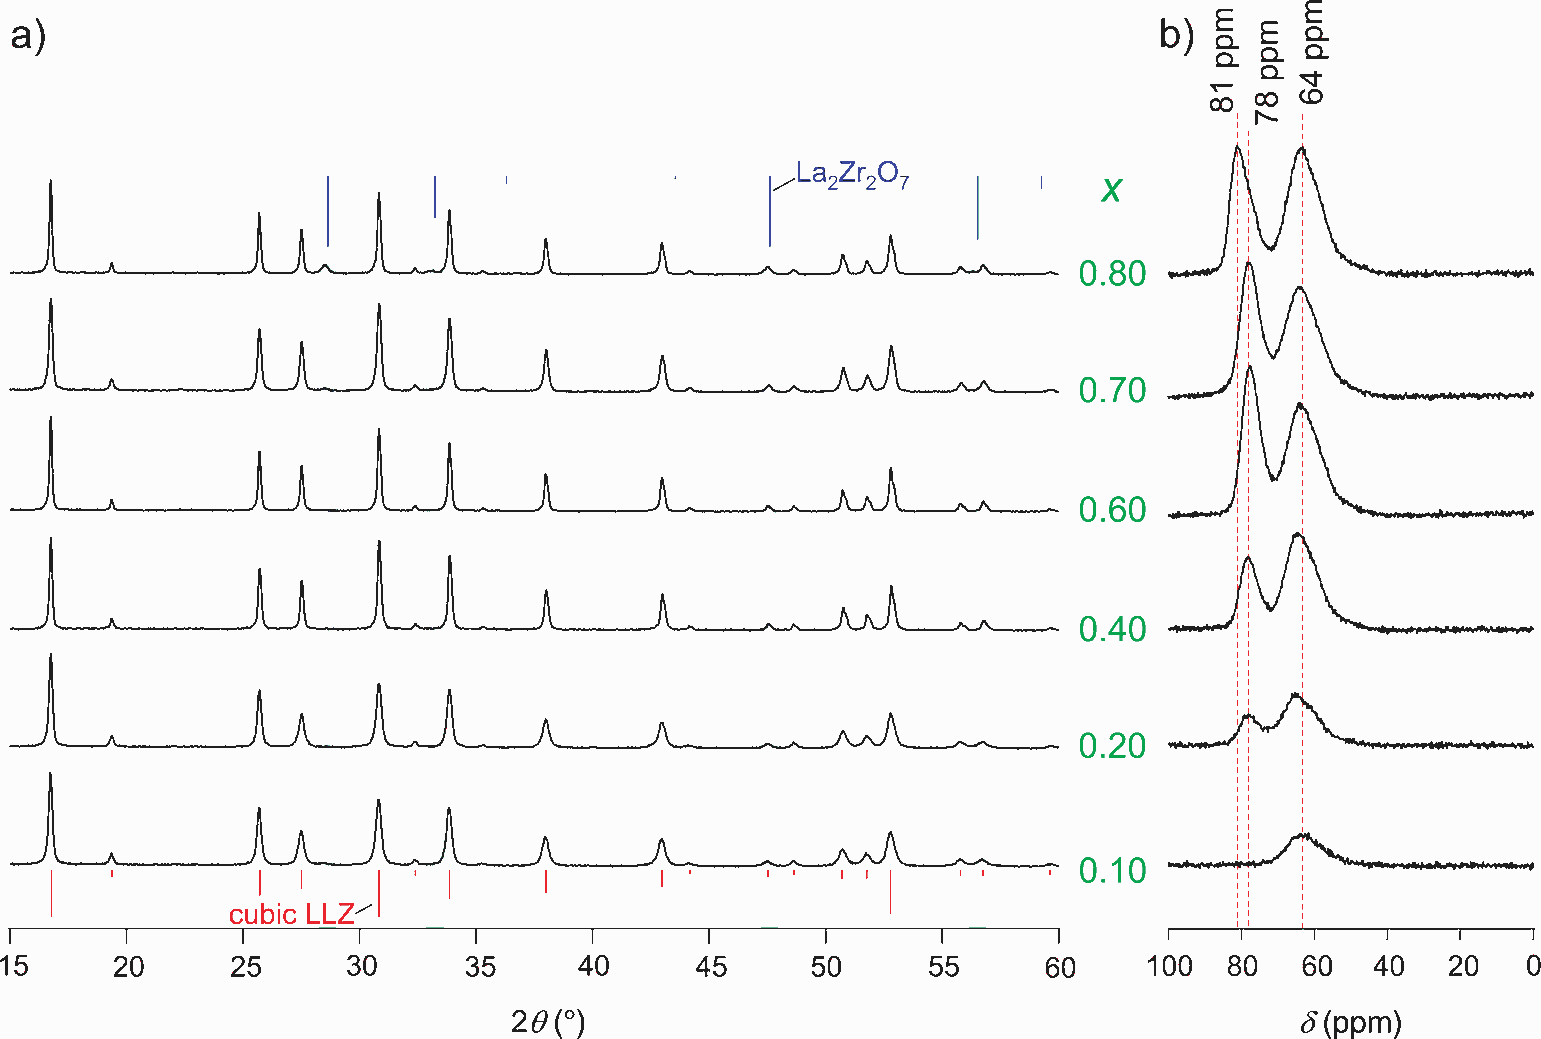 a)
b)
81 ppm
78 ppm
64 ppm
La₂Zr₂O₇
x
0.80
0.70
0.60
0.40
0.20
0.10
cubic LLZ
15 20 25 30 35 40 45 50 55 60
100 80 60 40 20 0
2θ (°)
δ (ppm)